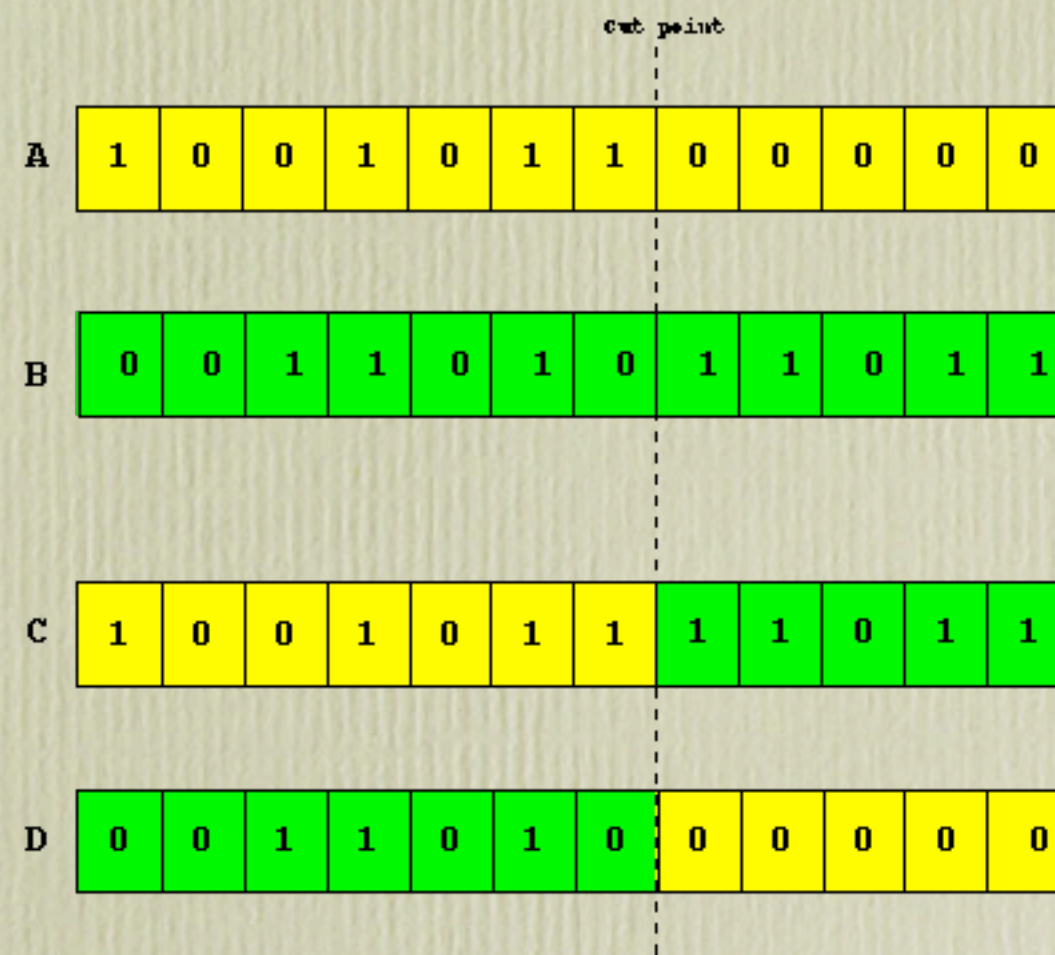 cut point
A 1 0 0 1 0 1 1 0 0 0 0 0
B 0 0 1 1 0 1 0 1 1 0 1 1
C 1 0 0 1 0 1 1 1 1 0 1 1
D 0 0 1 1 0 1 0 0 0 0 0 0